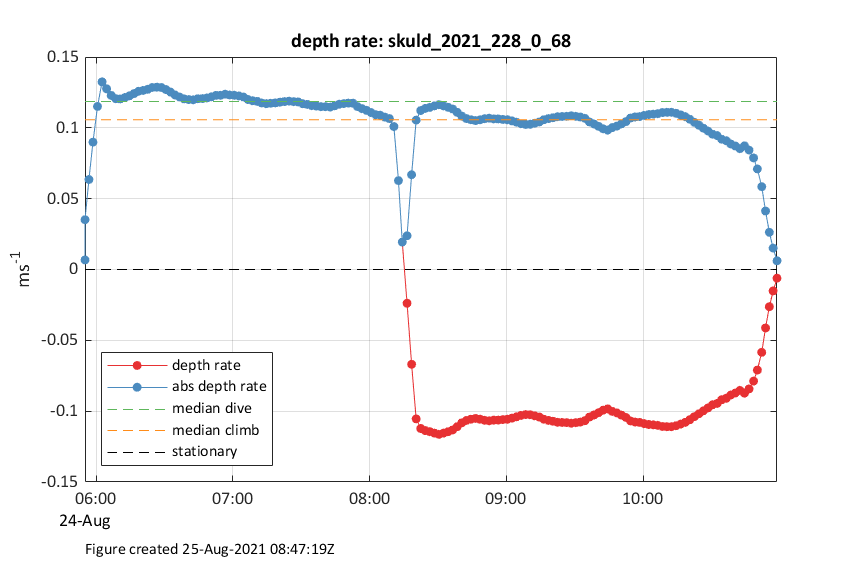 depth rate: skuld_2021_228_0_68
0.15
0.1
0.05
0
-0.05
-0.1
-0.15
ms-1
depth rate
abs depth rate
median dive
median climb
stationary
06:00 07:00 08:00 09:00 10:00
24-Aug
Figure created 25-Aug-2021 08:47:19Z